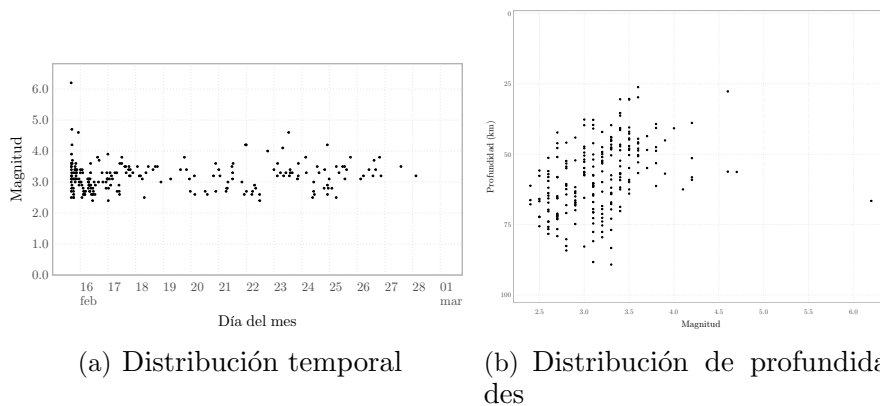 Magnitud
6.0
5.0
4.0
3.0
2.0
1.0
0.0
16 17 18 19 20 21 22 23 24 25 26 27 28 01
feb mar
Día del mes
(a) Distribución temporal
Profundidad (km)
0
25
50
75
100
2.5 3.0 3.5 4.0 4.5 5.0 5.5 6.0
Magnitud
(b) Distribución de profundida
des